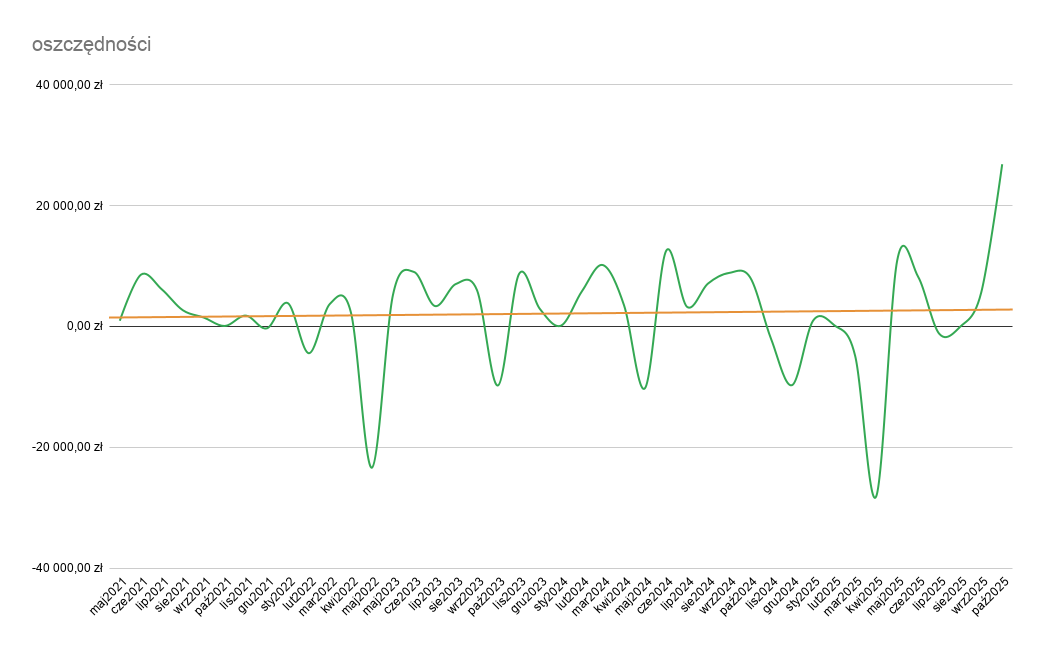 oszczędności
40 000,00 zł
20 000,00 zł
0,00 zł
-20 000,00 zł
-40 000,00 zł
maj2021
cze2021
lip2021
sie2021
wrz2021
paź2021
lis2021
gru2021
sty2022
lut2022
mar2022
kwi2022
maj2022
maj2023
cze2023
lip2023
sie2023
wrz2023
paź2023
lis2023
gru2023
sty2024
lut2024
mar2024
kwi2024
maj2024
cze2024
lip2024
sie2024
wrz2024
paź2024
lis2024
gru2024
sty2025
lut2025
mar2025
kwi2025
maj2025
cze2025
lip2025
sie2025
wrz2025
paź2025